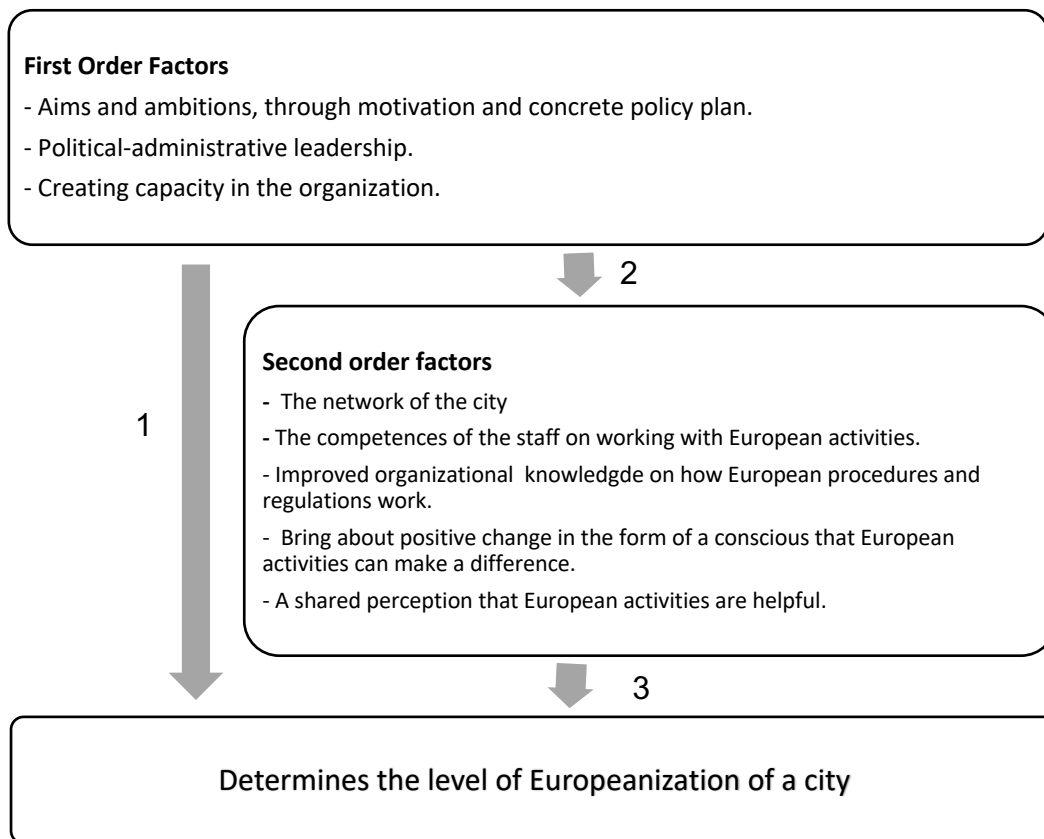 First Order Factors
- Aims and ambitions, through motivation and concrete policy plan.
- Political-administrative leadership.
- Creating capacity in the organization.
2
Second order factors
- The network of the city
- The competences of the staff on working with European activities.
- Improved organizational knowledgde on how European procedures and
regulations work.
- Bring about positive change in the form of a conscious that European
activities can make a difference.
- A shared perception that European activities are helpful.
1
3
Determines the level of Europeanization of a city